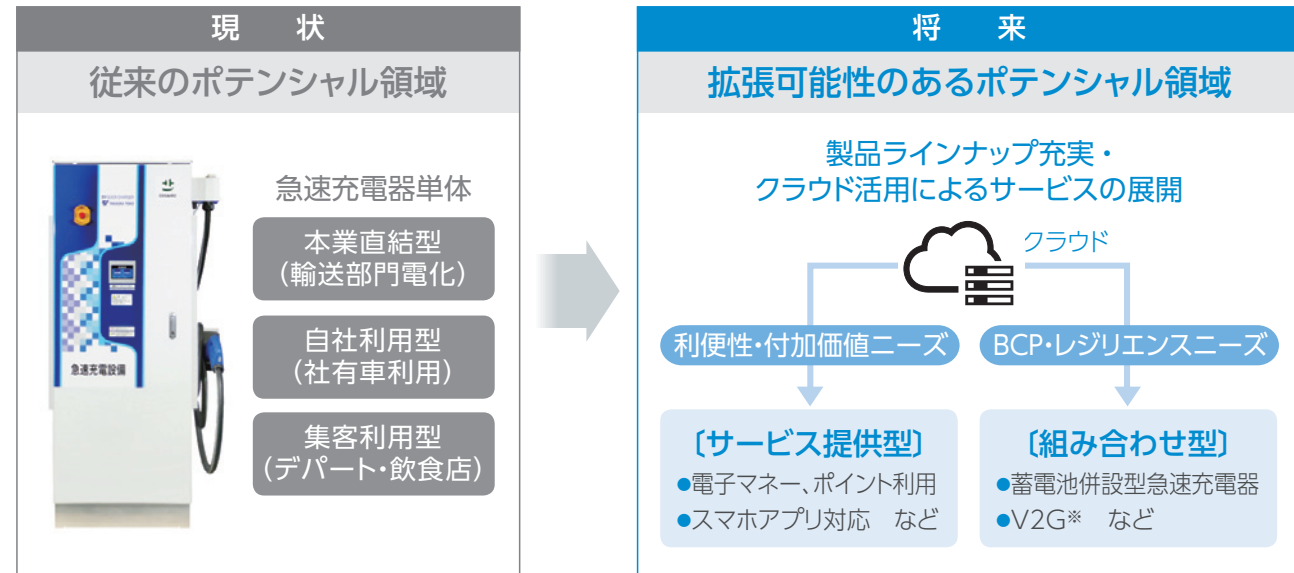 現 状
従来のポテンシャル領域
急速充電器単体
本業直結型
（輸送部門電化）
自社利用型
（社有車利用）
集客利用型
（デパート・飲食店）
急速充電設備
将 来
拡張可能性のあるポテンシャル領域
製品ラインナップ充実・
クラウド活用によるサービスの展開
クラウド
利便性・付加価値ニーズ
BCP・レジリエンスニーズ
〔サービス提供型〕
●電子マネー、ポイント利用
●スマホアプリ対応 など
〔組み合わせ型〕
●蓄電池併設型急速充電器
●V2G※ など